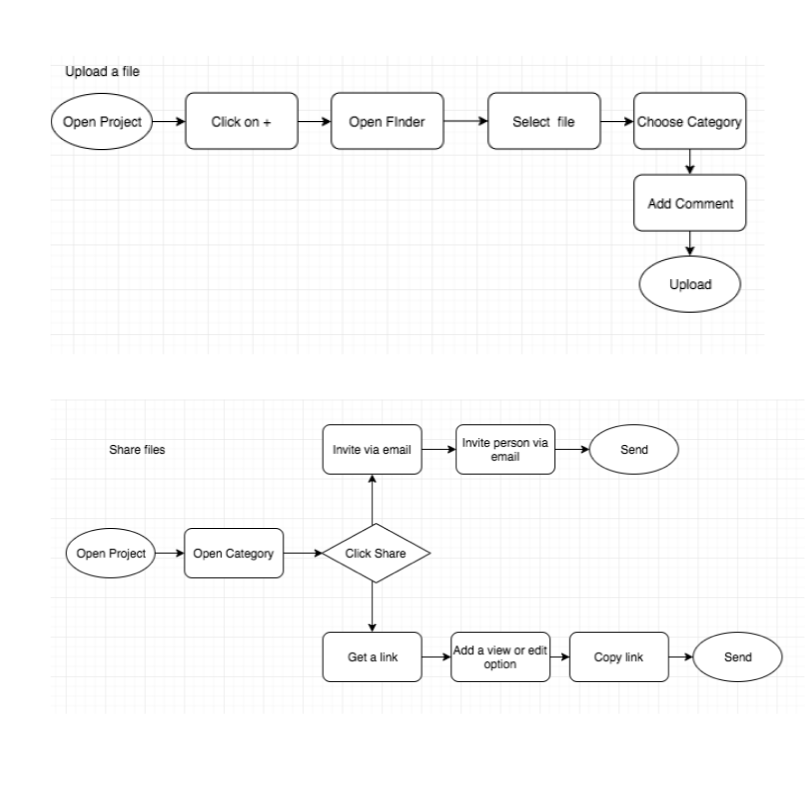 Upload a file
Open Project
Click on +
Open FInder
Select file
Choose Category
Add Comment
Upload
Share files
Invite via email
Invite person via
email
Send
Open Project
Open Category
Click Share
Get a link
Add a view or edit
option
Copy link
Send